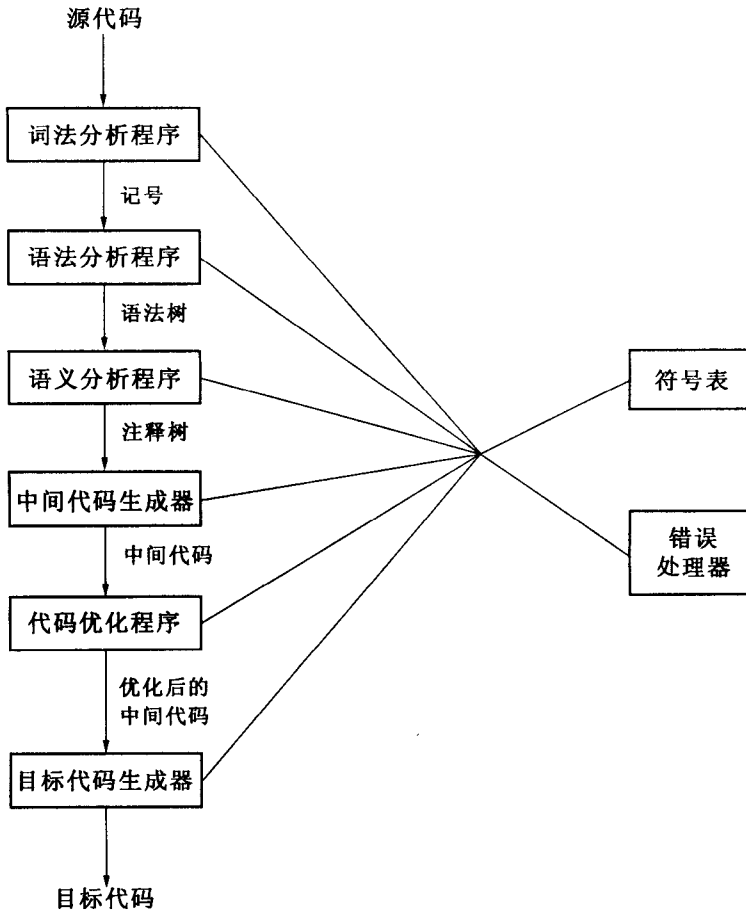 源代码
词法分析程序
记号
语法分析程序
语法树
语义分析程序
注释树
中间代码生成器
中间代码
代码优化程序
优化后的
中间代码
目标代码生成器
目标代码
符号表
错误
处理器